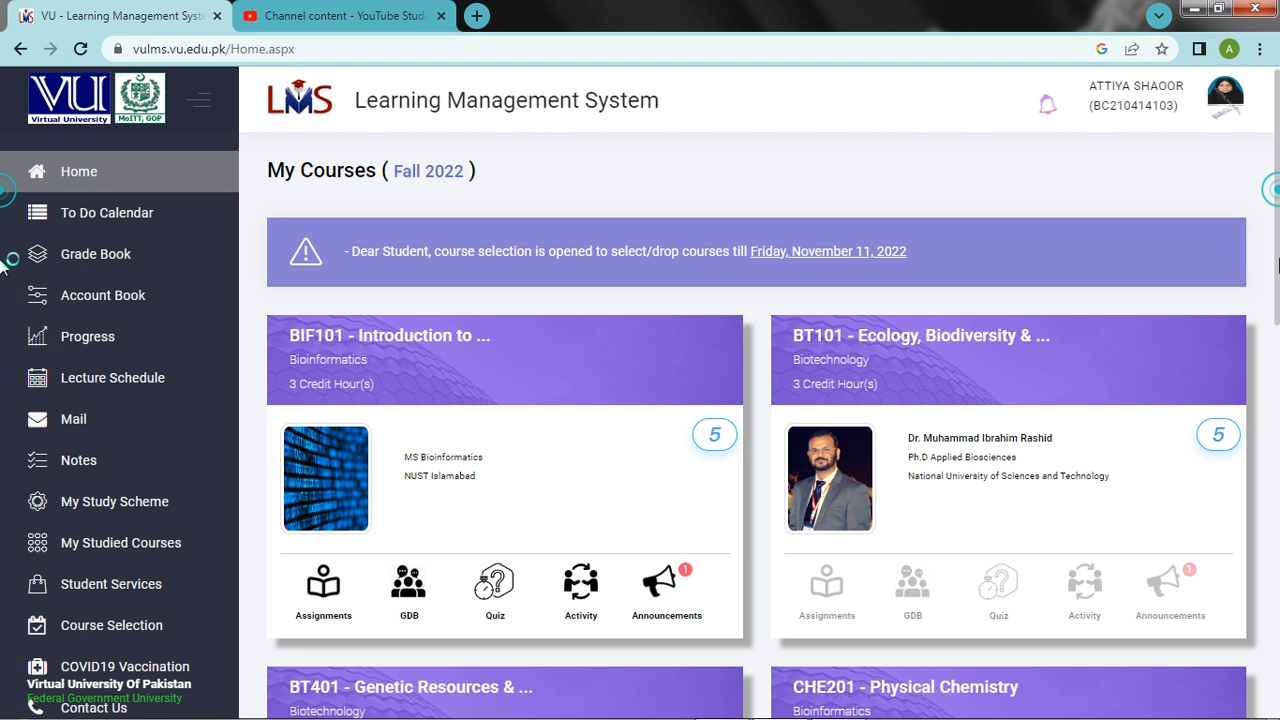 VU - Learning Management Syst
Channel content - YouTube Studi
vulms.vu.edu.pk/Home.aspx
A
VU
Virtual University
MoITT, GOP
LMS
Learning Management System
ATTIYA SHAOOR
(BC210414103)
Home
To Do Calendar
Grade Book
Account Book
Progress
Lecture Schedule
Mail
Notes
My Study Scheme
My Studied Courses
Student Services
Course Selection
COVID19 Vaccination
Virtual University Of Pakistan
Federal Government University
Contact Us
My Courses ( Fall 2022 )
- Dear Student, course selection is opened to select/drop courses till Friday, November 11, 2022
BIF101 - Introduction to ...
Bioinformatics
3 Credit Hour(s)
5
MS Bioinformatics
NUST Islamabad
Assignments
GDB
Quiz
Activity
1
Announcements
BT101 - Ecology, Biodiversity & ...
Biotechnology
3 Credit Hour(s)
5
Dr. Muhammad Ibrahim Rashid
Ph.D Applied Biosciences
National University of Sciences and Technology
Assignments
GDB
Quiz
Activity
1
Announcements
BT401 - Genetic Resources & ...
Biotechnology
CHE201 - Physical Chemistry
Bioinformatics